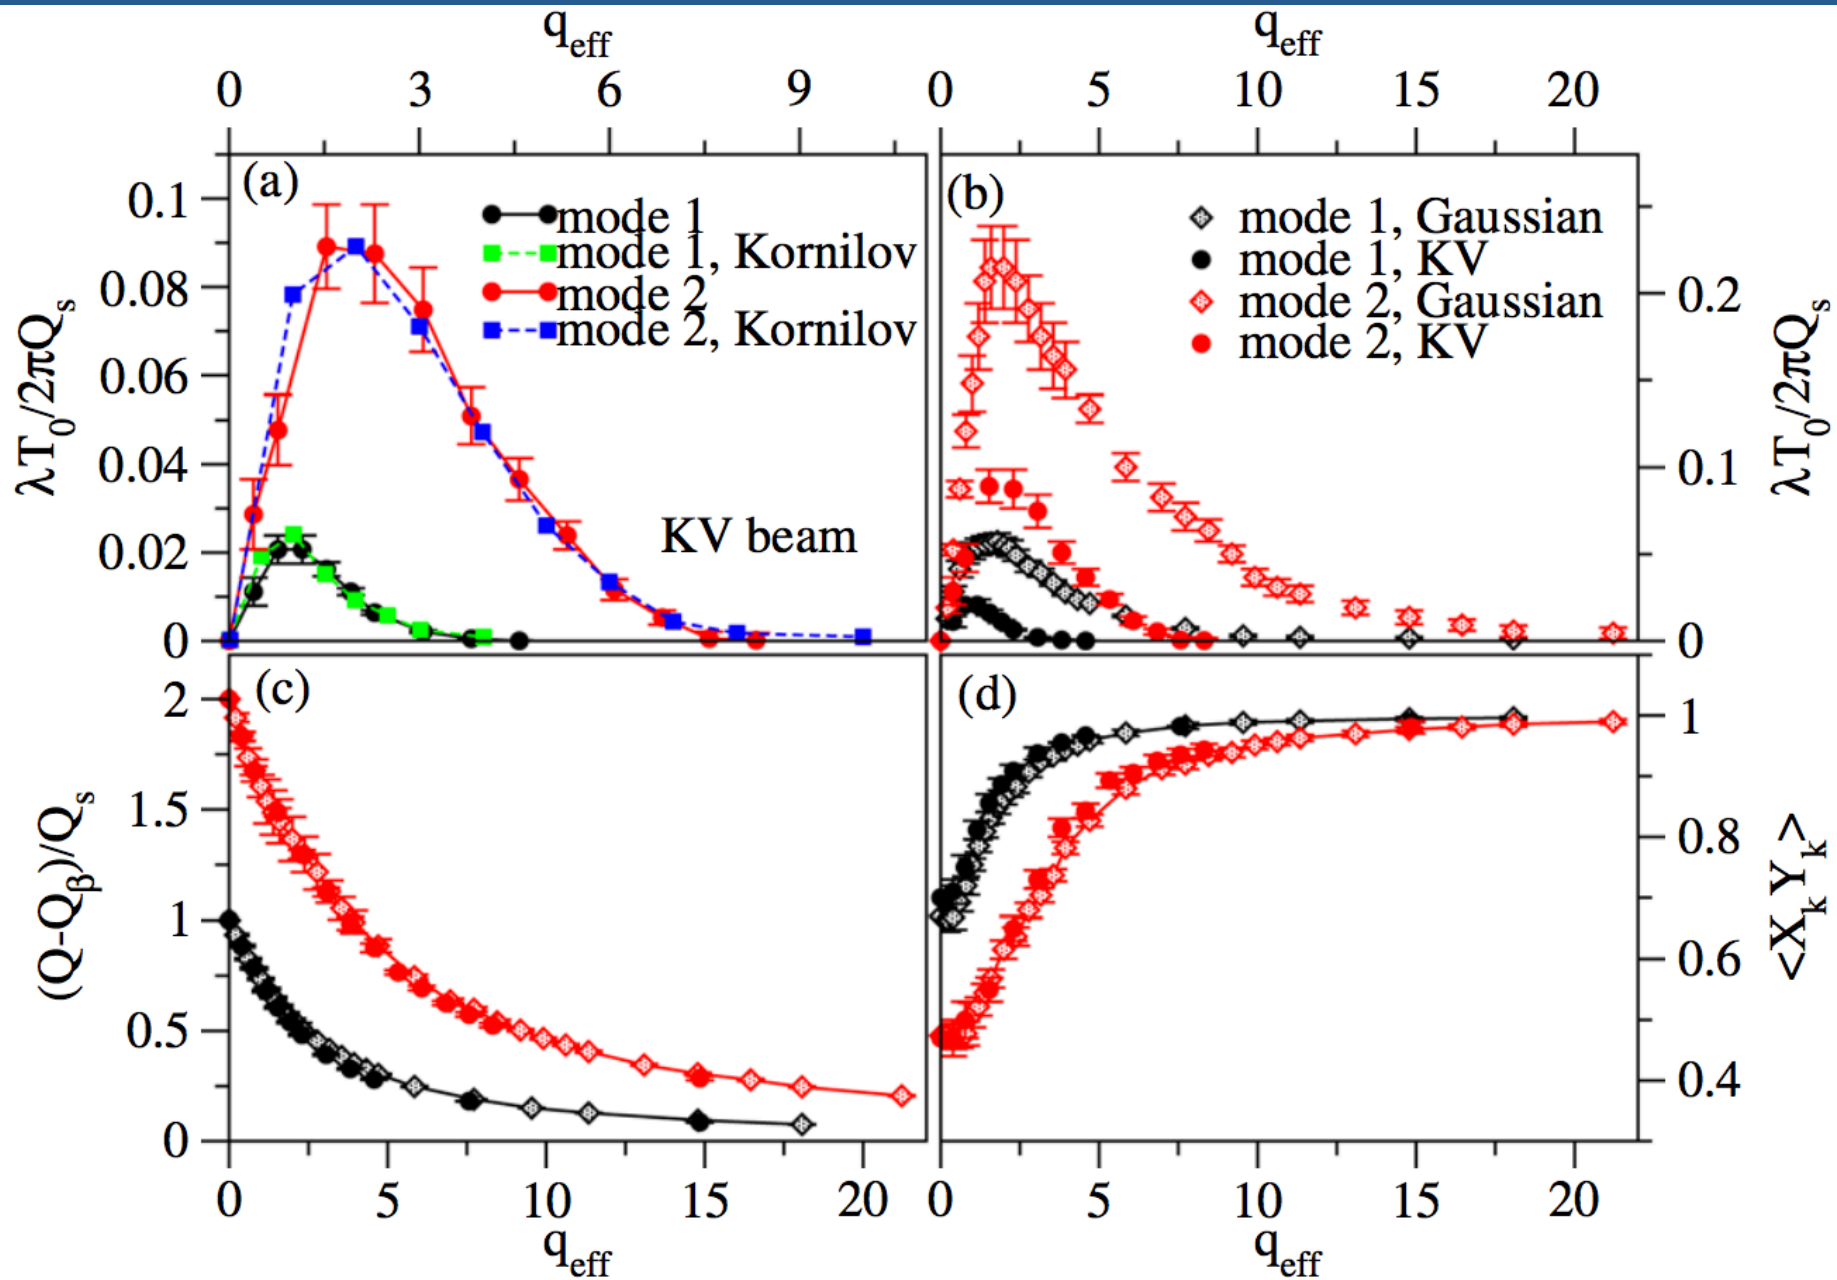 q_eff q_eff
0 3 6 9 0 5 10 15 20
(a) (b)
mode 1
mode 1, Kornilov
mode 2
mode 2, Kornilov
KV beam
0.1
0.08
0.06
0.04
0.02
0
λT_0/2πQ_s
mode 1, Gaussian
mode 1, KV
mode 2, Gaussian
mode 2, KV
0.2
0.1
0
λT_0/2πQ_s
(c) (d)
2
1.5
1
0.5
0
(Q-Q_β)/Q_s
1
0.8
0.6
0.4
<X_k Y_k>
0 5 10 15 20 0 5 10 15 20
q_eff q_eff